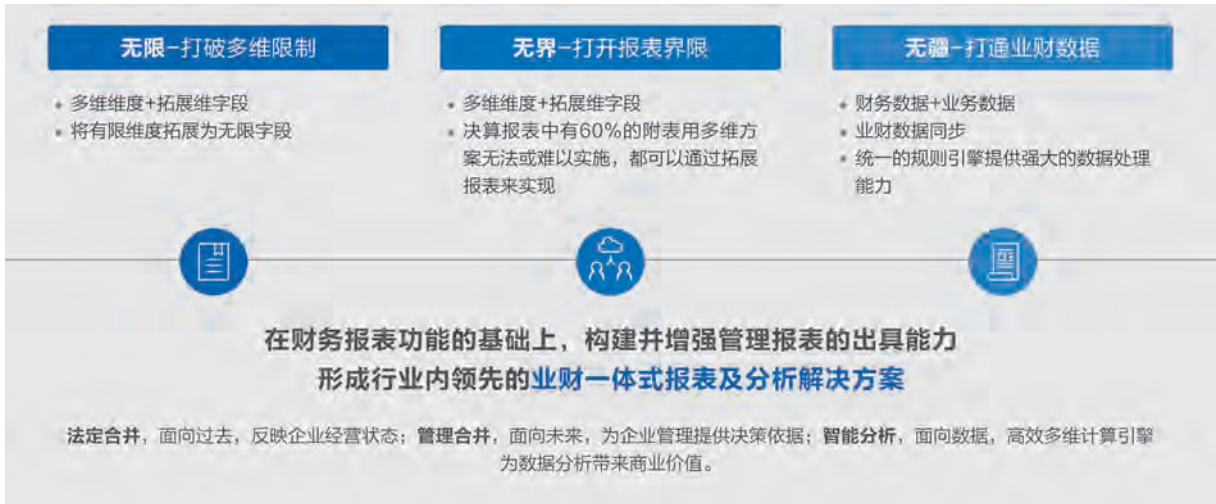 无限-打破多维限制
• 多维维度+拓展维字段
• 将有限维度拓展为无限字段
无界-打开报表界限
• 多维维度+拓展维字段
• 决算报表中有60%的附表用多维方
案无法或难以实施，都可以通过拓展
报表来实现
无疆-打通业财数据
• 财务数据+业务数据
• 业财数据同步
• 统一的规则引擎提供强大的数据处理
能力
在财务报表功能的基础上，构建并增强管理报表的出具能力
形成行业内领先的业财一体式报表及分析解决方案
法定合并，面向过去，反映企业经营状态；管理合并，面向未来，为企业管理提供决策依据；智能分析，面向数据，高效多维计算引擎
为数据分析带来商业价值。